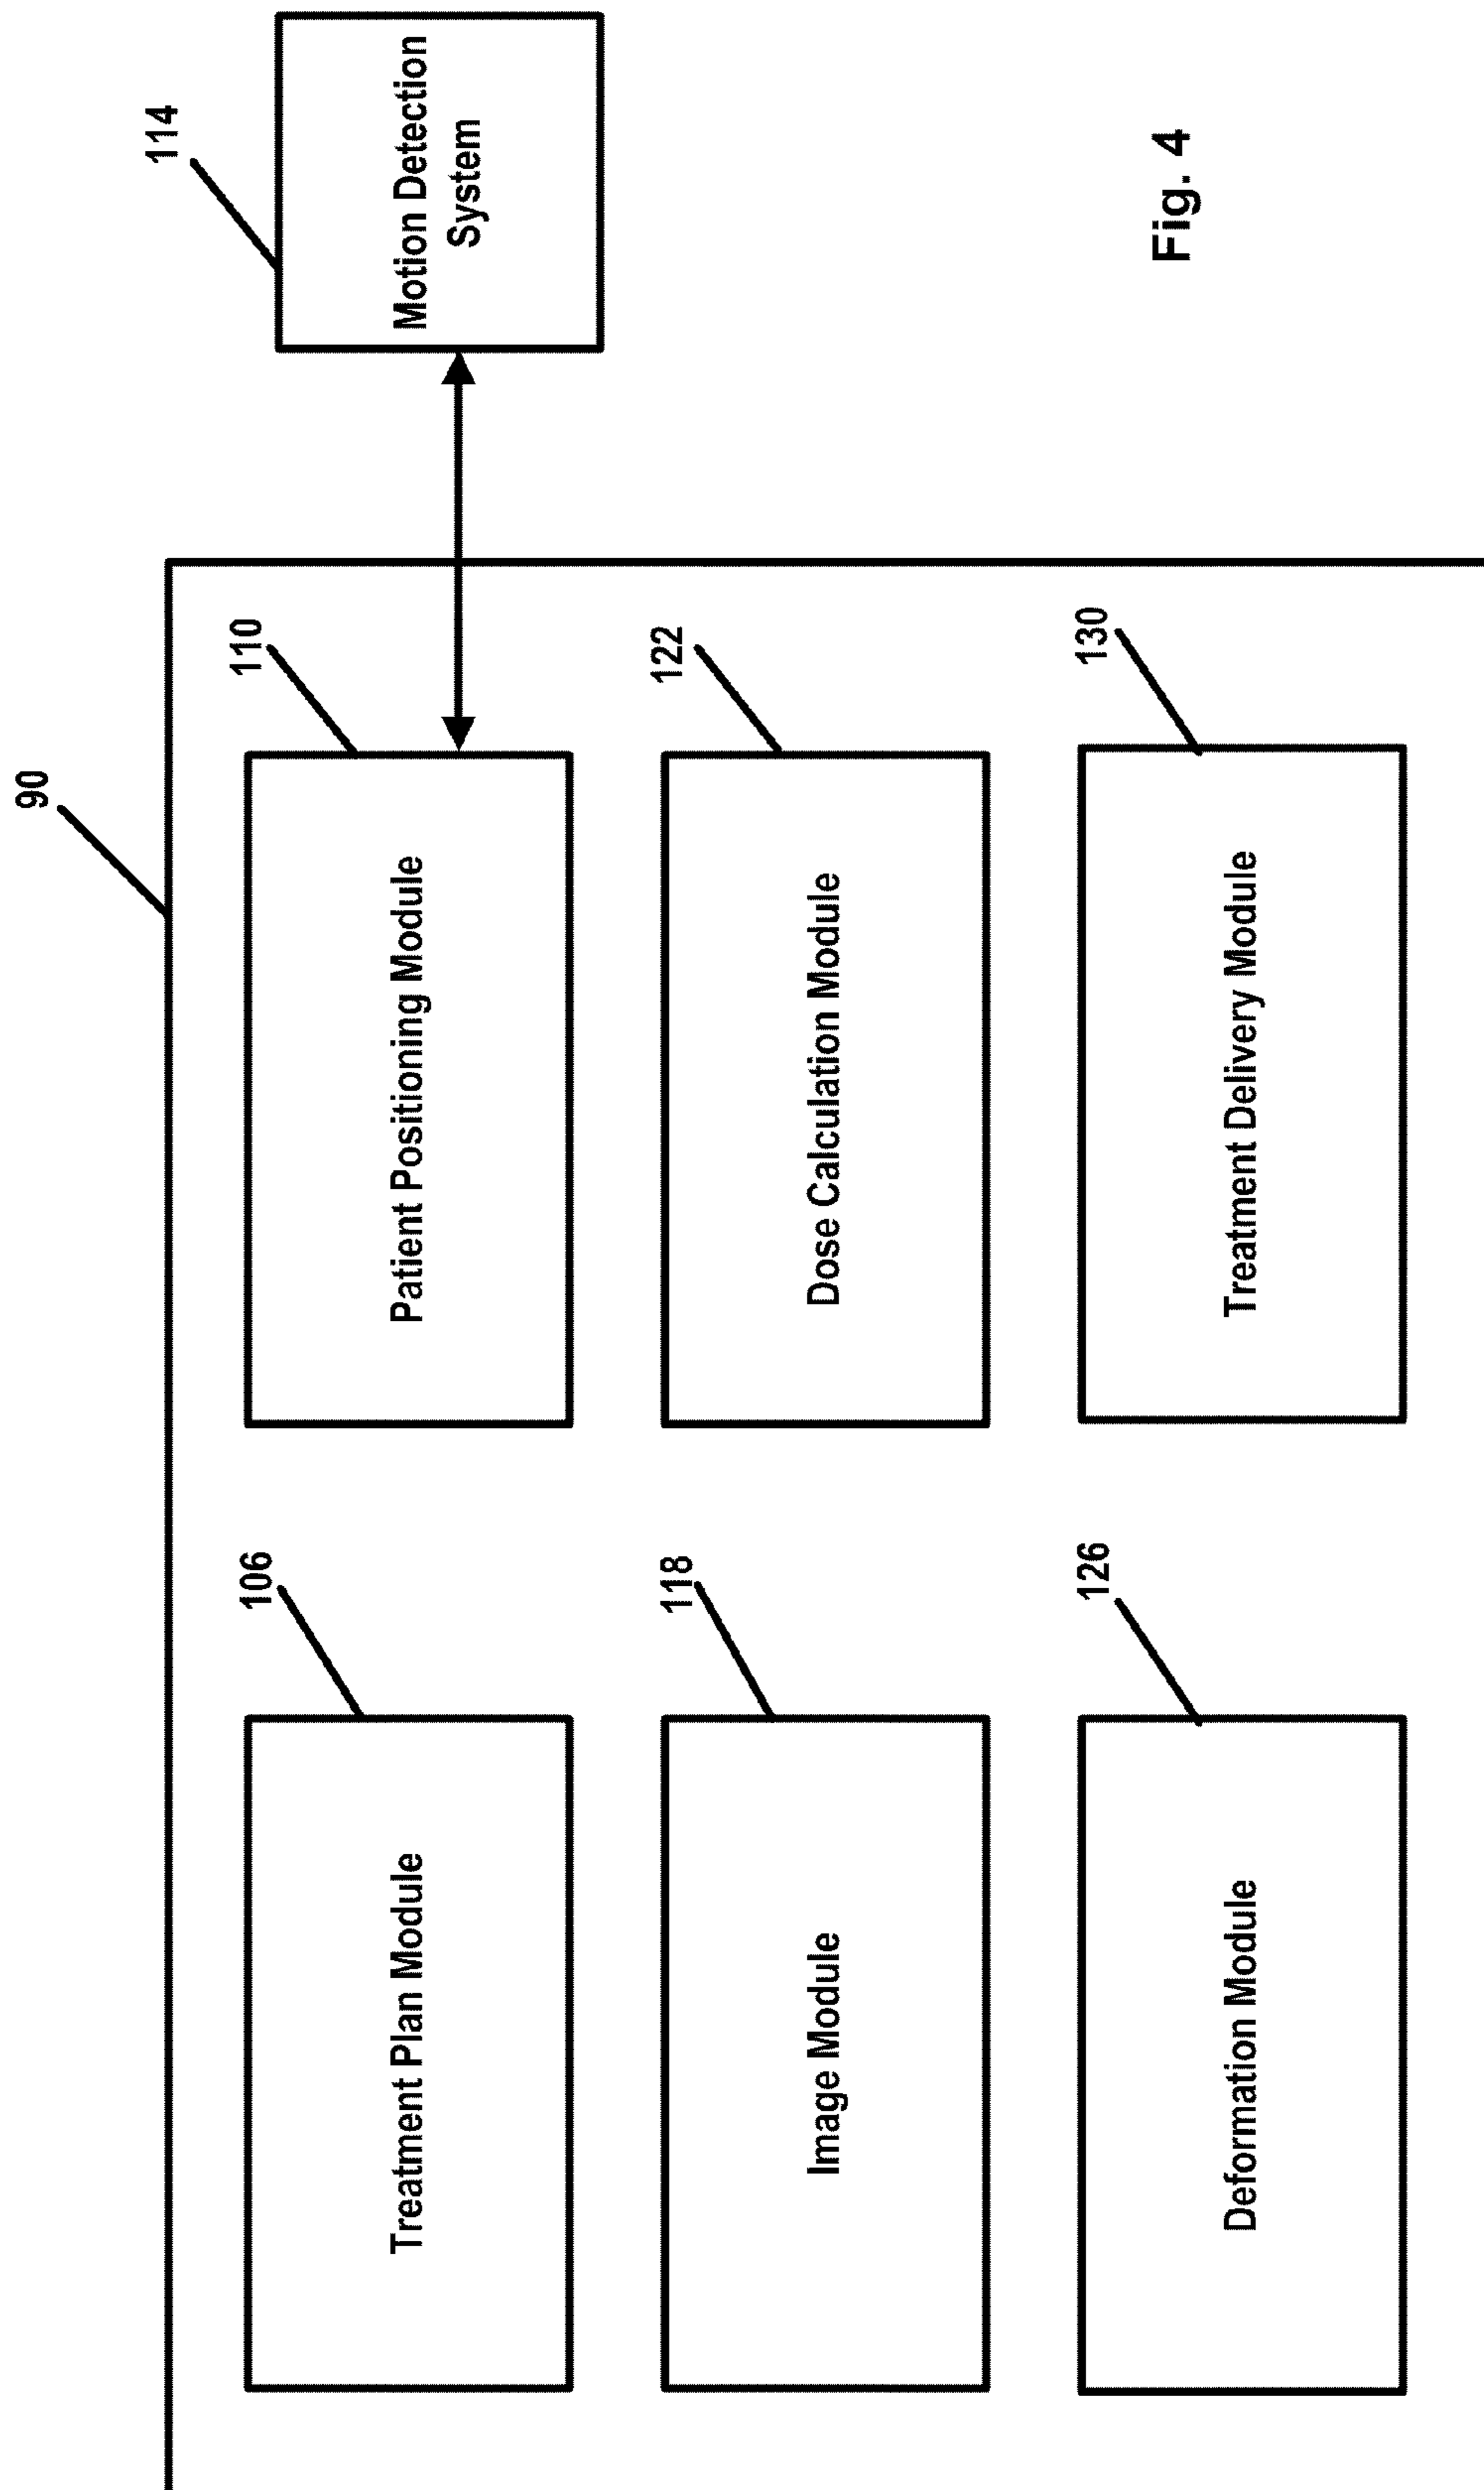 90
106
Treatment Plan Module
110
Patient Positioning Module
114
Motion Detection
System
118
Image Module
122
Dose Calculation Module
126
Deformation Module
130
Treatment Delivery Module
Fig. 4